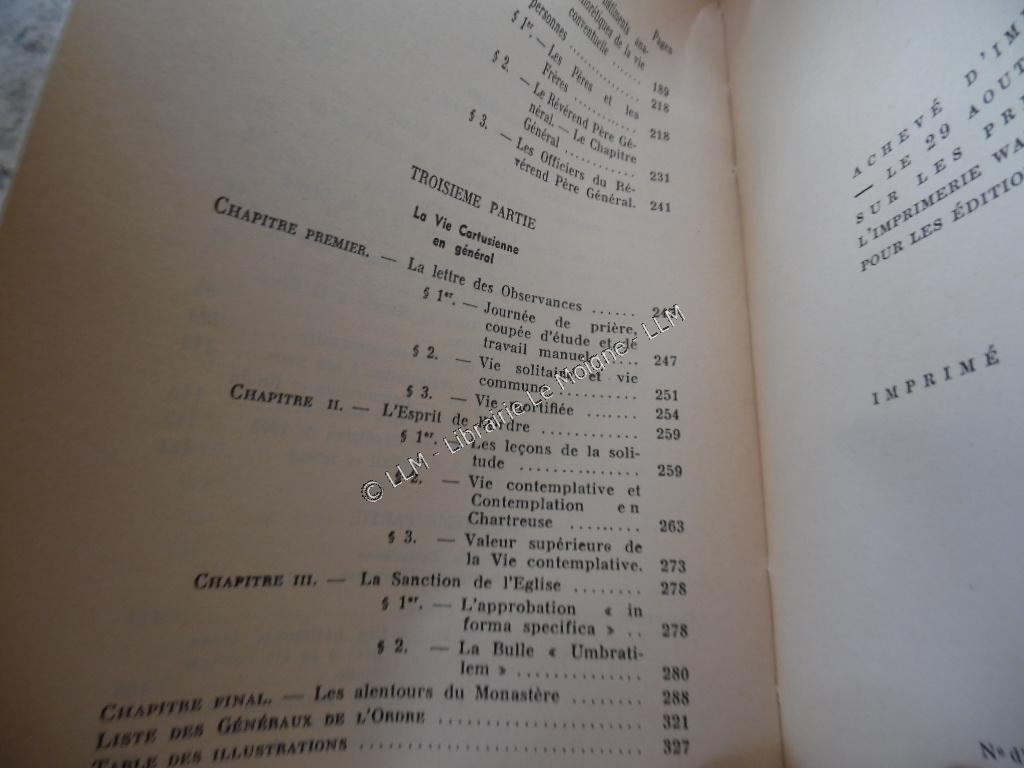 Pages
conventuelle ...... 189
personnes ............ 218
§ 1er. — Les Pères et les
Frères ............ 218
§ 2. — Le Révérend Père Gé-
néral. — Le Chapitre
Général ............ 231
§ 3. — Les Officiers du Ré-
vérend Père Général. 241
TROISIEME PARTIE
La Vie Cartusienne
en général
CHAPITRE PREMIER. — La lettre des Observances ......
§ 1er. — Journée de prière,
coupée d'étude et de
travail manuel ..... 247
§ 2. — Vie solitaire et vie
commune .......... 251
§ 3. — Vie mortifiée ....... 254
CHAPITRE II. — L'Esprit de l'Ordre ............ 259
§ 1er. — Les leçons de la soli-
tude ............... 259
§ 2. — Vie contemplative et
Contemplation en
Chartreuse ......... 263
§ 3. — Valeur supérieure de
la Vie contemplative. 273
CHAPITRE III. — La Sanction de l'Eglise ........ 278
§ 1er. — L'approbation « in
forma specifica » .. 278
§ 2. — La Bulle « Umbrati-
lem » ............... 280
CHAPITRE FINAL. — Les alentours du Monastère ........ 288
LISTE DES GÉNÉRAUX DE L'ORDRE ...................... 321
TABLE DES ILLUSTRATIONS .............................. 327
© LLM - Librairie Le Moigne - LLM
ACHEVÉ D'IM
— LE 29 AOUT
SUR LES PR
L'IMPRIMERIE WA
POUR LES ÉDITION
IMPRIMÉ
N° d'